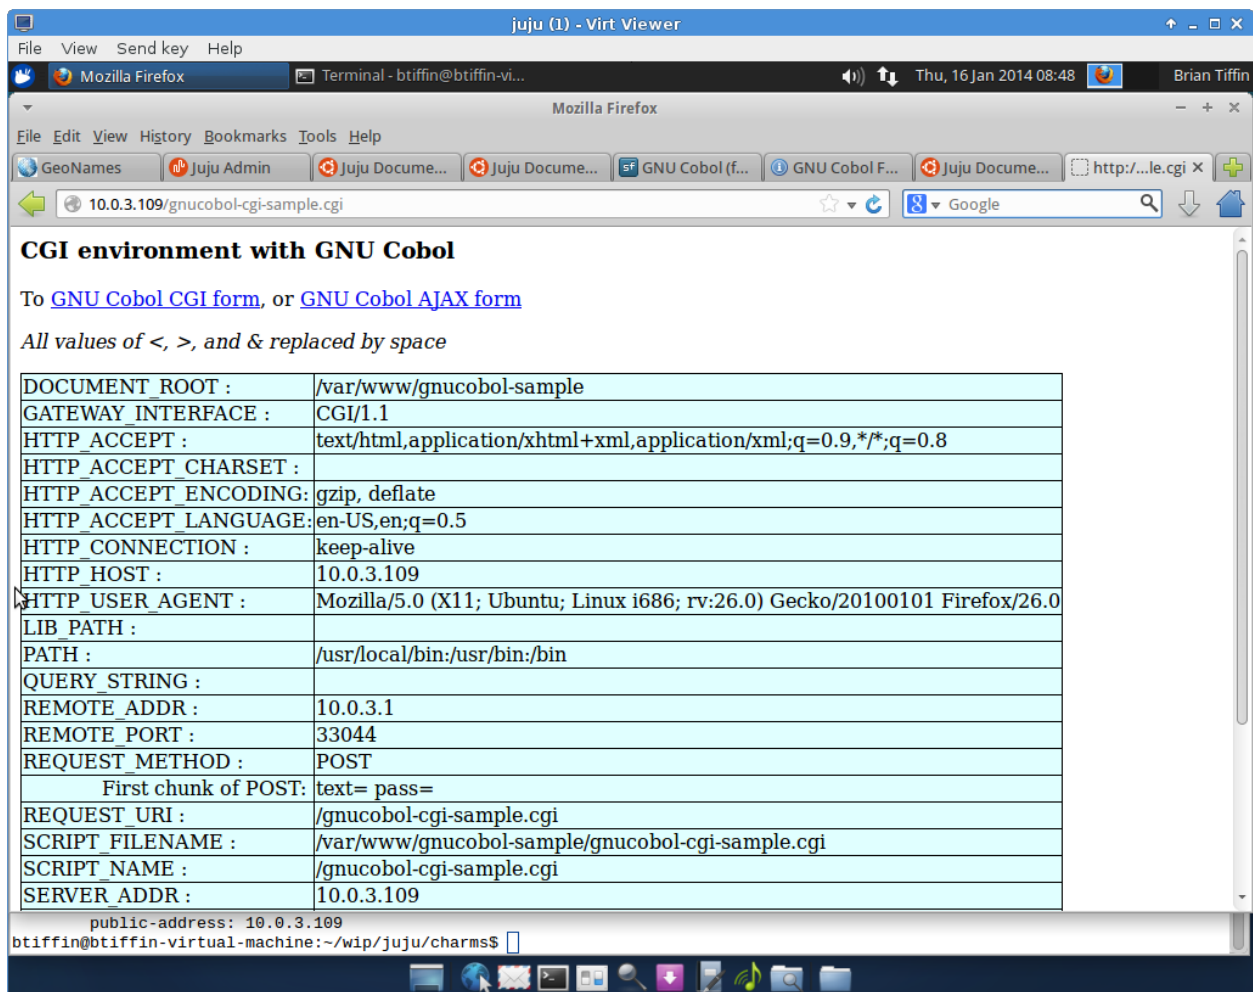 juju (1) - Virt Viewer
File View Send key Help
Mozilla Firefox Terminal - btiffin@btiffin-vi... Thu, 16 Jan 2014 08:48 Brian Tiffin
Mozilla Firefox
File Edit View History Bookmarks Tools Help
GeoNames Juju Admin Juju Docume... Juju Docume... sf GNU Cobol (f... GNU Cobol F... Juju Docume... http:/...le.cgi
10.0.3.109/gnucobol-cgi-sample.cgi 8 Google
CGI environment with GNU Cobol
To GNU Cobol CGI form, or GNU Cobol AJAX form
All values of <, >, and & replaced by space
DOCUMENT_ROOT : /var/www/gnucobol-sample
GATEWAY_INTERFACE : CGI/1.1
HTTP_ACCEPT : text/html,application/xhtml+xml,application/xml;q=0.9,*/*;q=0.8
HTTP_ACCEPT_CHARSET :
HTTP_ACCEPT_ENCODING: gzip, deflate
HTTP_ACCEPT_LANGUAGE: en-US,en;q=0.5
HTTP_CONNECTION : keep-alive
HTTP_HOST : 10.0.3.109
HTTP_USER_AGENT : Mozilla/5.0 (X11; Ubuntu; Linux i686; rv:26.0) Gecko/20100101 Firefox/26.0
LIB_PATH :
PATH : /usr/local/bin:/usr/bin:/bin
QUERY_STRING :
REMOTE_ADDR : 10.0.3.1
REMOTE_PORT : 33044
REQUEST_METHOD : POST
First chunk of POST: text= pass=
REQUEST_URI : /gnucobol-cgi-sample.cgi
SCRIPT_FILENAME : /var/www/gnucobol-sample/gnucobol-cgi-sample.cgi
SCRIPT_NAME : /gnucobol-cgi-sample.cgi
SERVER_ADDR : 10.0.3.109
public-address: 10.0.3.109
btiffin@btiffin-virtual-machine:~/wip/juju/charms$